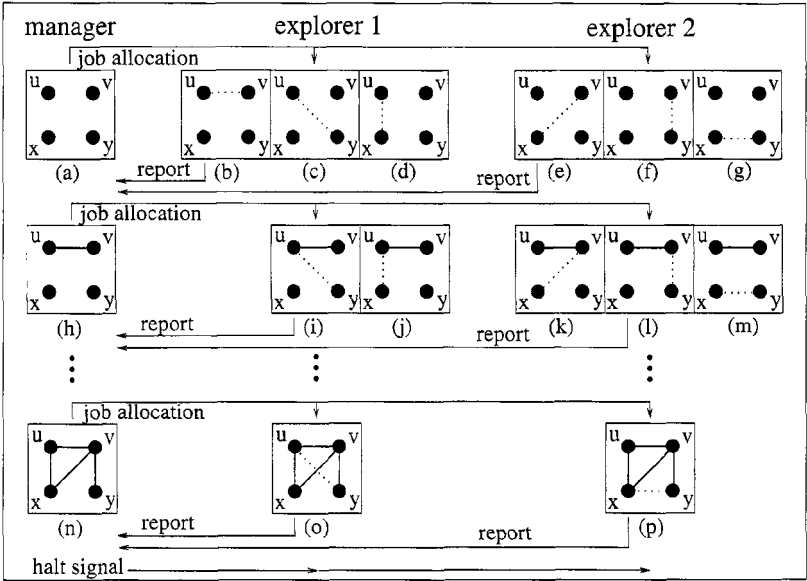 manager explorer 1 explorer 2
job allocation
u v u v u v u v u v u v u v
x y x y x y x y x y x y x y
(a) (b) (c) (d) (e) (f) (g)
report report
job allocation
u v u v u v u v u v u v
x y x y x y x y x y x y
(h) (i) (j) (k) (l) (m)
report report
job allocation
u v u v u v
x y x y x y
(n) (o) (p)
report report
halt signal